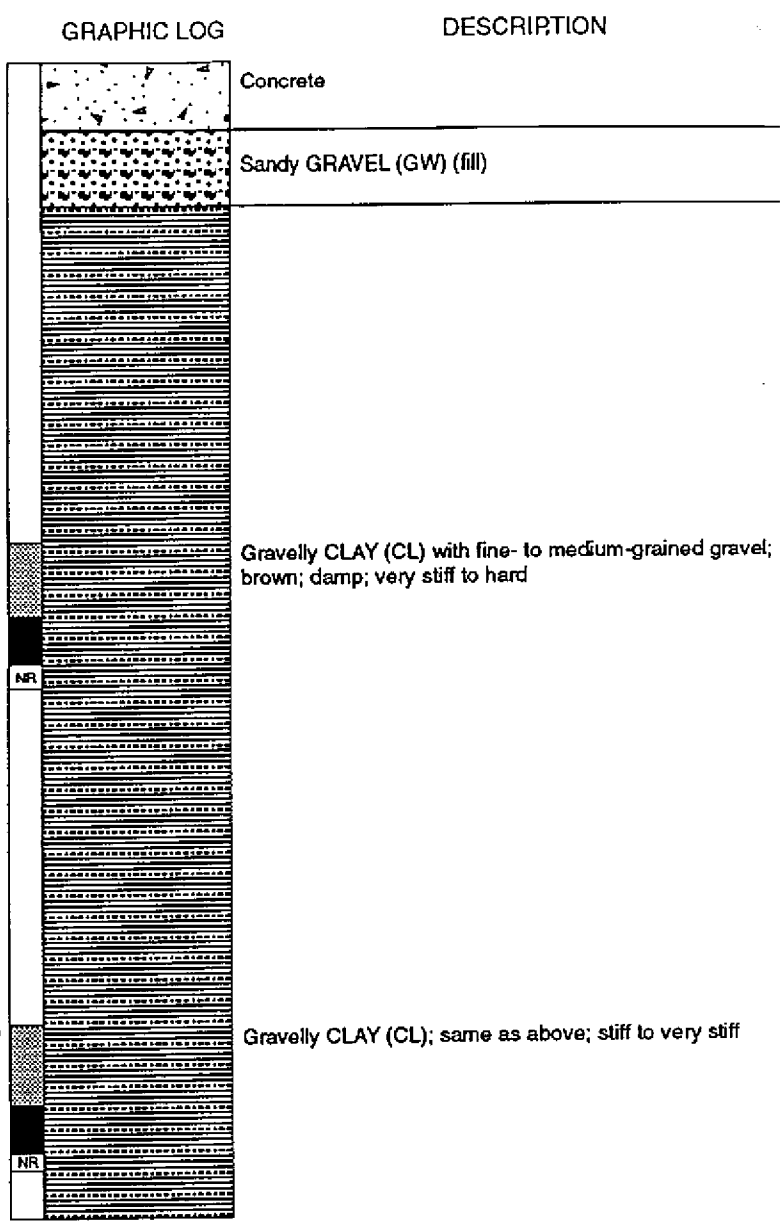 GRAPHIC LOG
DESCRIPTION
Concrete
Sandy GRAVEL (GW) (fill)
Gravelly CLAY (CL) with fine- to medium-grained gravel;
brown; damp; very stiff to hard
NR
Gravelly CLAY (CL); same as above; stiff to very stiff
NR